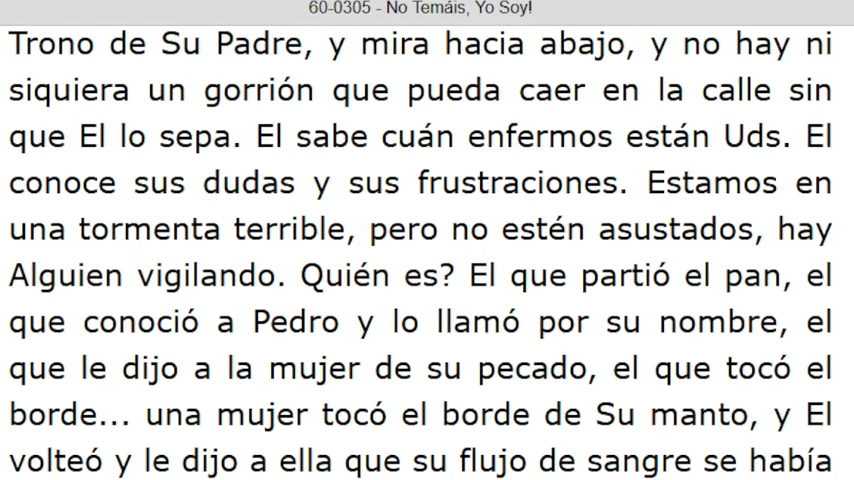 60-0305 - No Temáis, Yo Soy!
Trono de Su Padre, y mira hacia abajo, y no hay ni
siquiera un gorrión que pueda caer en la calle sin
que El lo sepa. El sabe cuán enfermos están Uds. El
conoce sus dudas y sus frustraciones. Estamos en
una tormenta terrible, pero no estén asustados, hay
Alguien vigilando. Quién es? El que partió el pan, el
que conoció a Pedro y lo llamó por su nombre, el
que le dijo a la mujer de su pecado, el que tocó el
borde... una mujer tocó el borde de Su manto, y El
volteó y le dijo a ella que su flujo de sangre se había